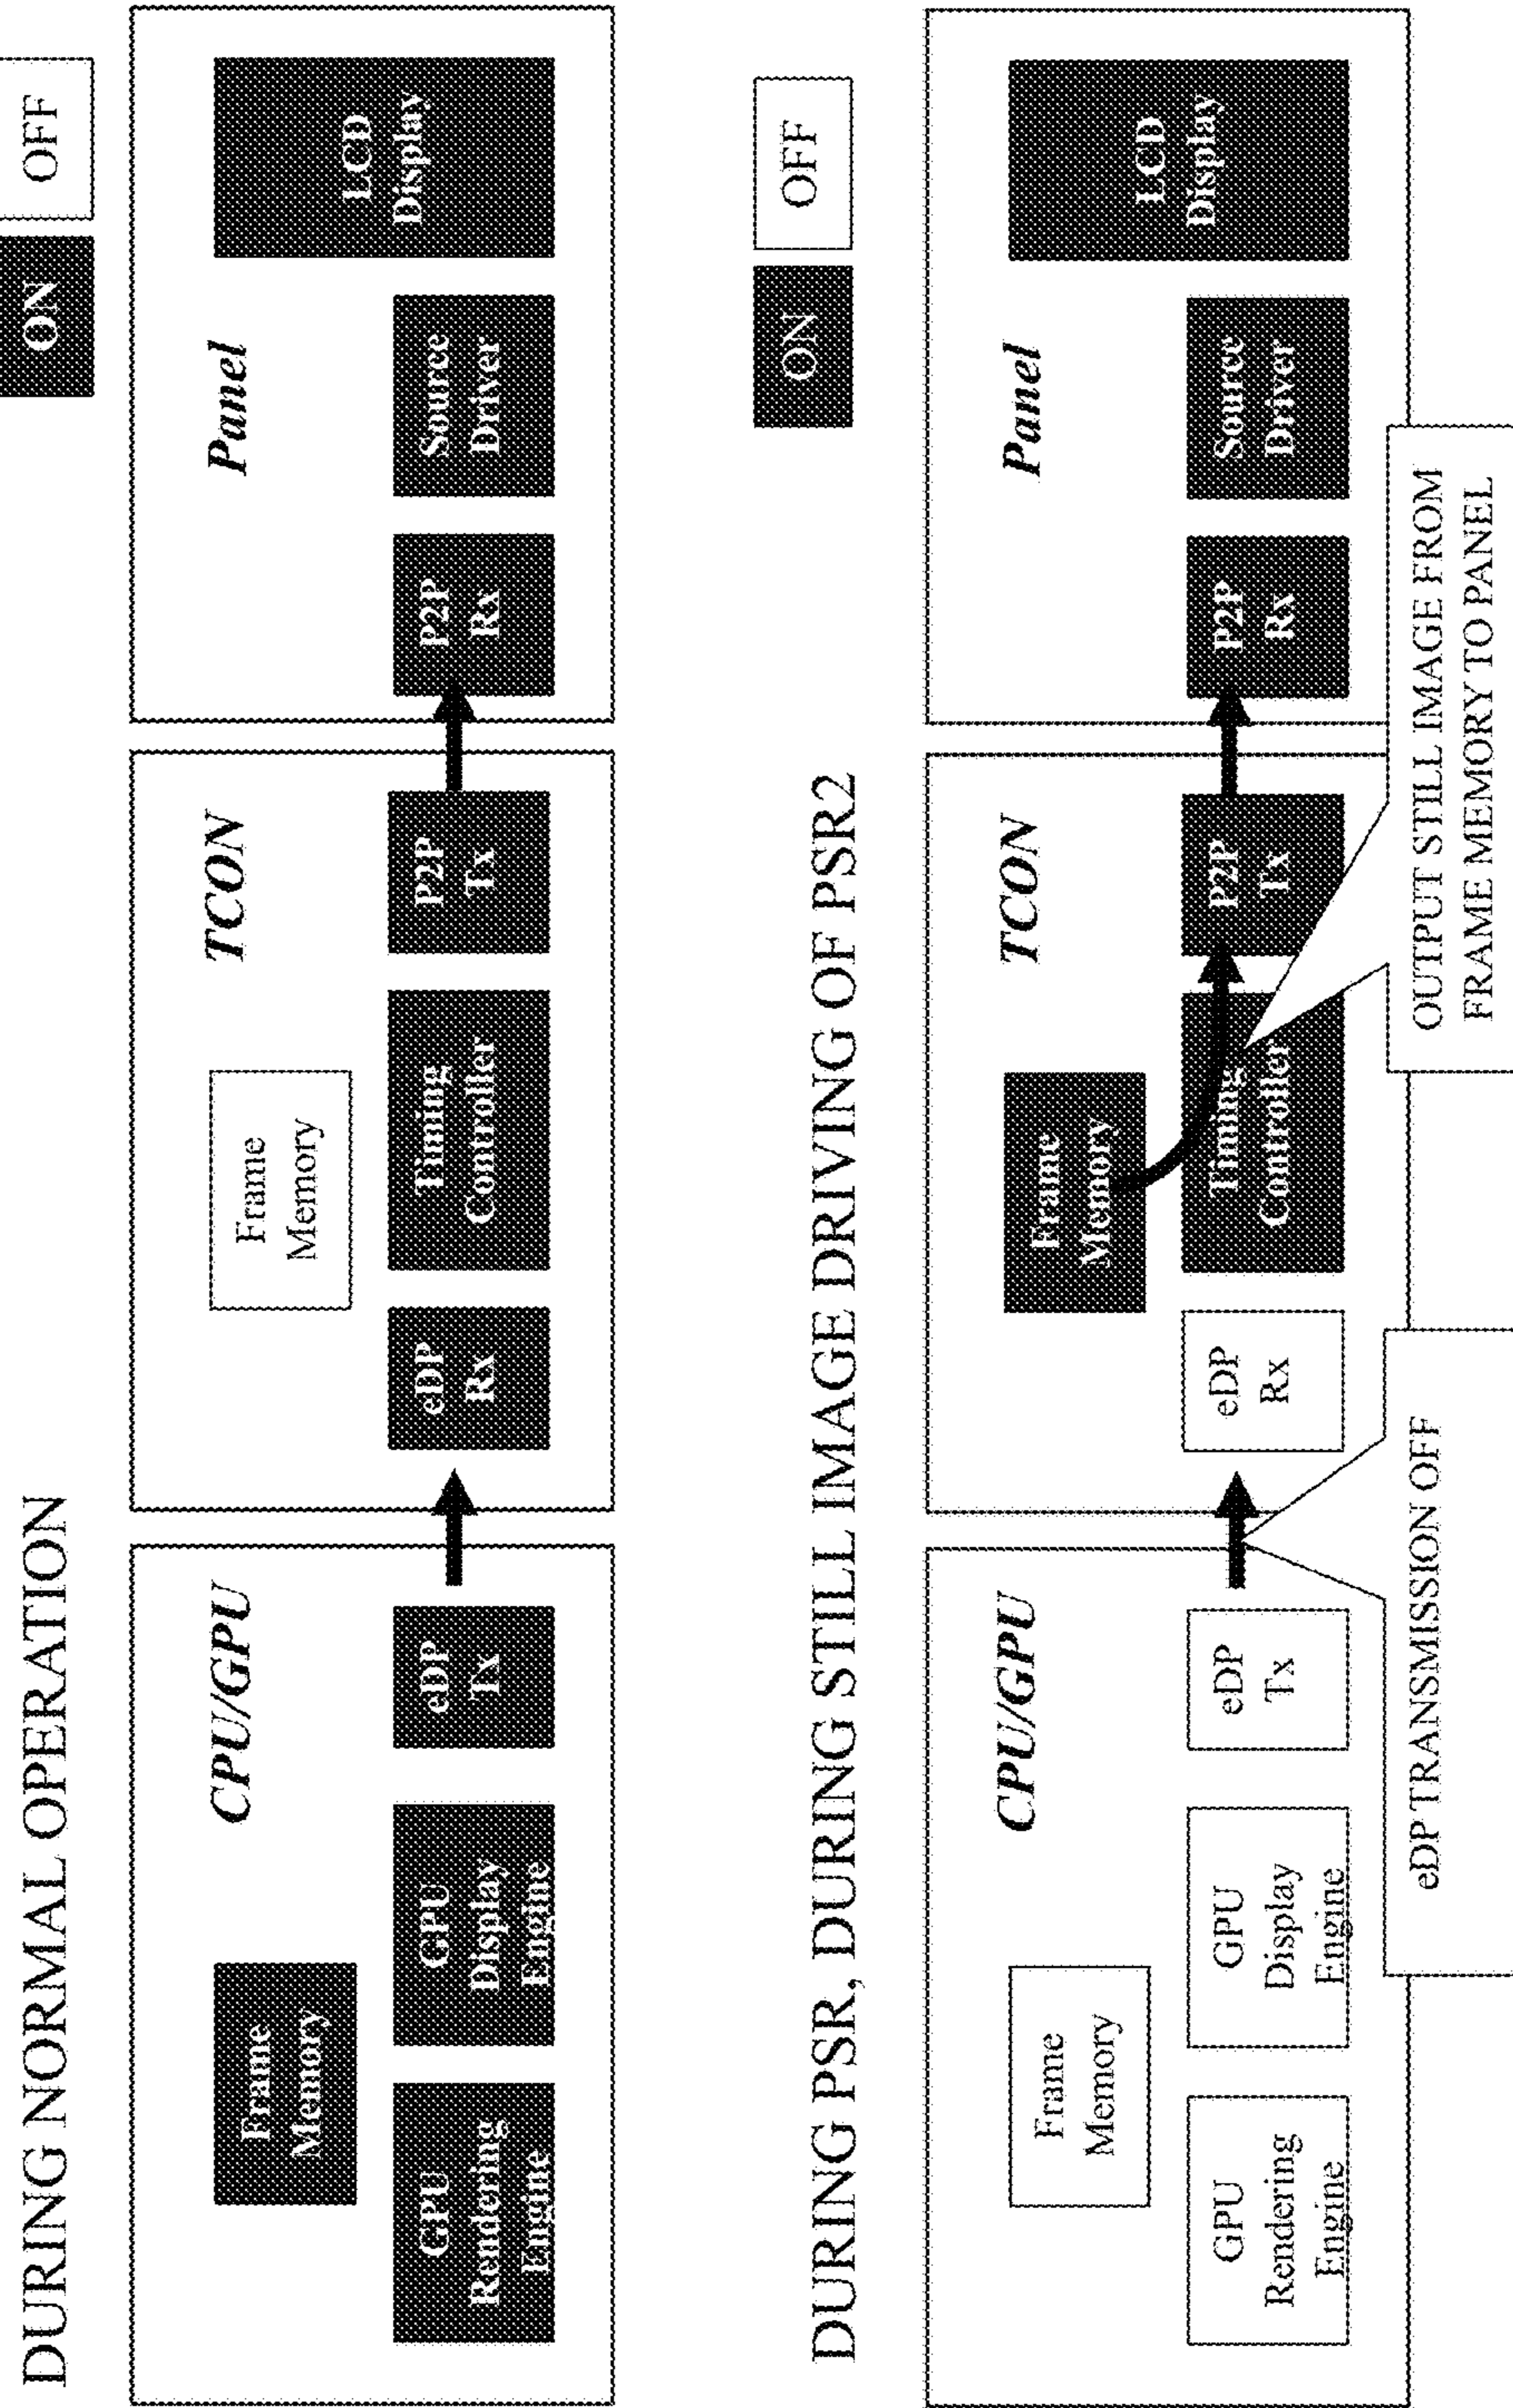 DURING NORMAL OPERATION
ON
OFF
CPU/GPU
Frame
Memory
GPU
Rendering
Engine
GPU
Display
Engine
eDP
Tx
TCON
Frame
Memory
eDP
Rx
Timing
Controller
P2P
Tx
Panel
P2P
Rx
Source
Driver
LCD
Display
DURING PSR, DURING STILL IMAGE DRIVING OF PSR2
ON
OFF
CPU/GPU
Frame
Memory
GPU
Rendering
Engine
GPU
Display
Engine
eDP
Tx
TCON
Frame
Memory
eDP
Rx
Timing
Controller
P2P
Tx
Panel
P2P
Rx
Source
Driver
LCD
Display
eDP TRANSMISSION OFF
OUTPUT STILL IMAGE FROM
FRAME MEMORY TO PANEL